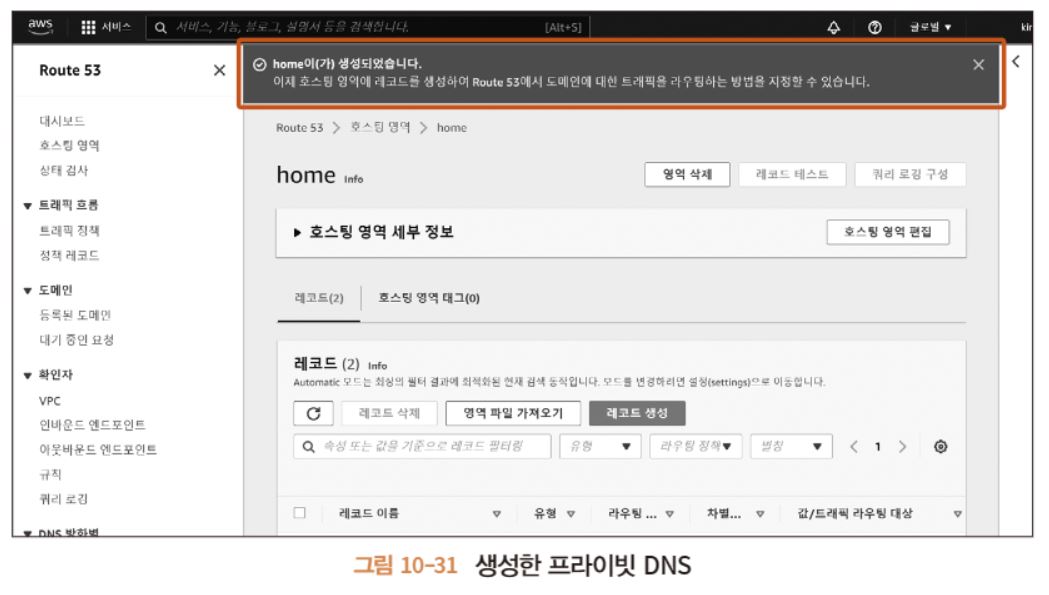 aws
서비스
서비스, 기능, 블로그, 설명서 등을 검색합니다.
[Alt+S]
글로벌 ▼
kir
Route 53
home이(가) 생성되었습니다.
이제 호스팅 영역에 레코드를 생성하여 Route 53에서 도메인에 대한 트래픽을 라우팅하는 방법을 지정할 수 있습니다.
대시보드
호스팅 영역
상태 검사
▼ 트래픽 흐름
트래픽 정책
정책 레코드
▼ 도메인
등록된 도메인
대기 중인 요청
▼ 확인자
VPC
인바운드 엔드포인트
아웃바운드 엔드포인트
규칙
쿼리 로깅
▼ DNS 방화벽
Route 53 > 호스팅 영역 > home
home Info
영역 삭제
레코드 테스트
쿼리 로깅 구성
▶ 호스팅 영역 세부 정보
호스팅 영역 편집
레코드(2)
호스팅 영역 태그(0)
레코드 (2) Info
Automatic 모드는 최상의 필터 결과에 최적화된 현재 검색 동작입니다. 모드를 변경하려면 설정(settings)으로 이동합니다.
레코드 삭제
영역 파일 가져오기
레코드 생성
속성 또는 값을 기준으로 레코드 필터링
유형 ▼
라우팅 정책▼
별칭 ▼
< 1 >
레코드 이름
유형
라우팅 ...
차별...
값/트래픽 라우팅 대상
그림 10-31 생성한 프라이빗 DNS